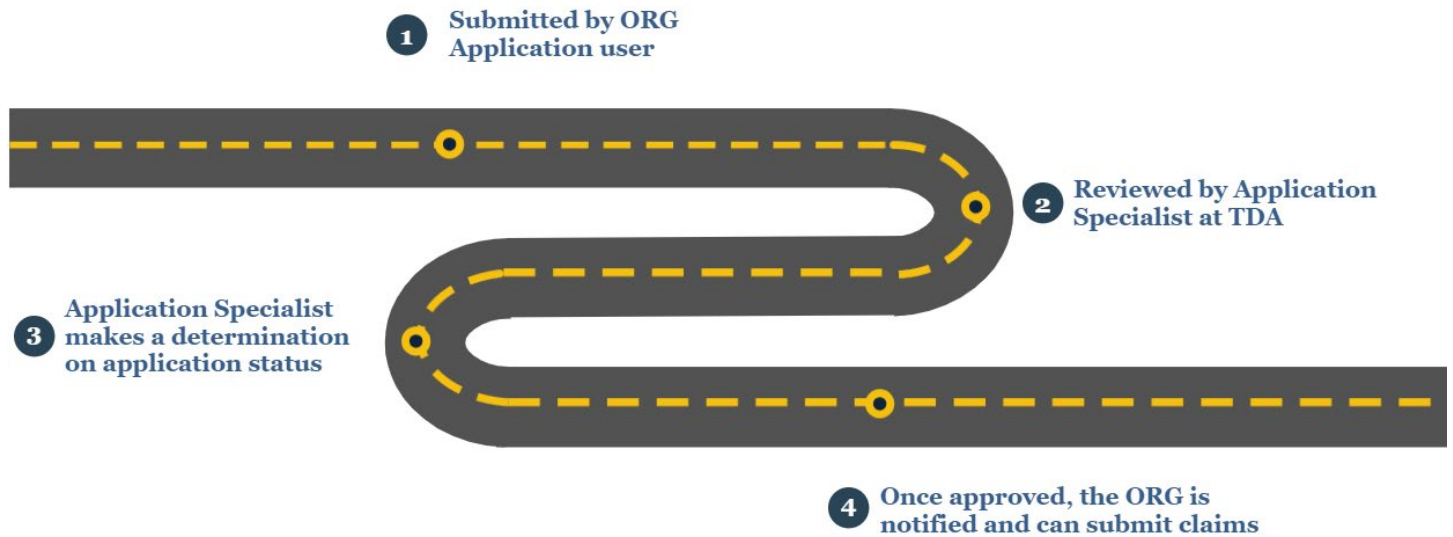 1 Submitted by ORG
Application user
2 Reviewed by Application
Specialist at TDA
3 Application Specialist
makes a determination
on application status
4 Once approved, the ORG is
notified and can submit claims